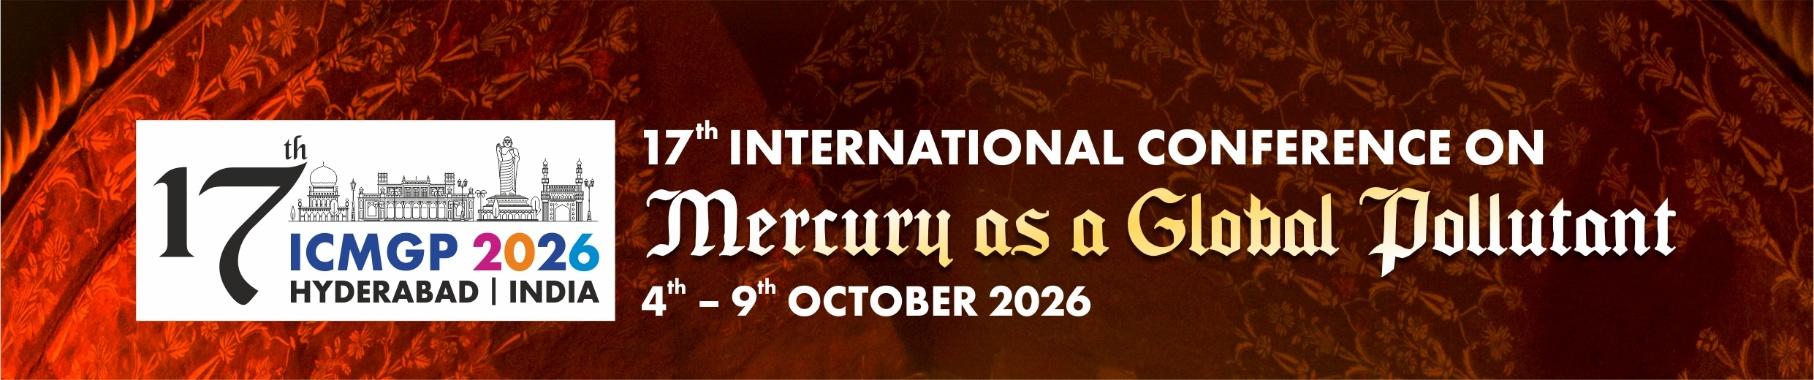 17th
ICMGP 2026
HYDERABAD | INDIA
17th INTERNATIONAL CONFERENCE ON
Mercury as a Global Pollutant
4th – 9th OCTOBER 2026